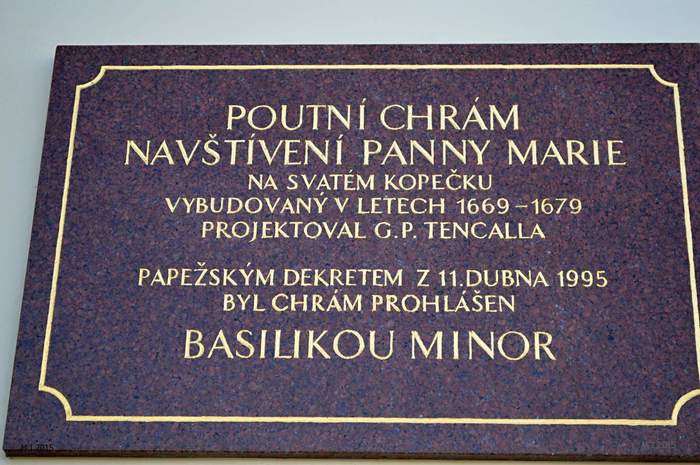 POUTNÍ CHRÁM
NAVŠTÍVENÍ PANNY MARIE
NA SVATÉM KOPEČKU
VYBUDOVANÝ V LETECH 1669–1679
PROJEKTOVAL G.P. TENCALLA
PAPEŽSKÝM DEKRETEM Z 11.DUBNA 1995
BYL CHRÁM PROHLÁŠEN
BASILIKOU MINOR